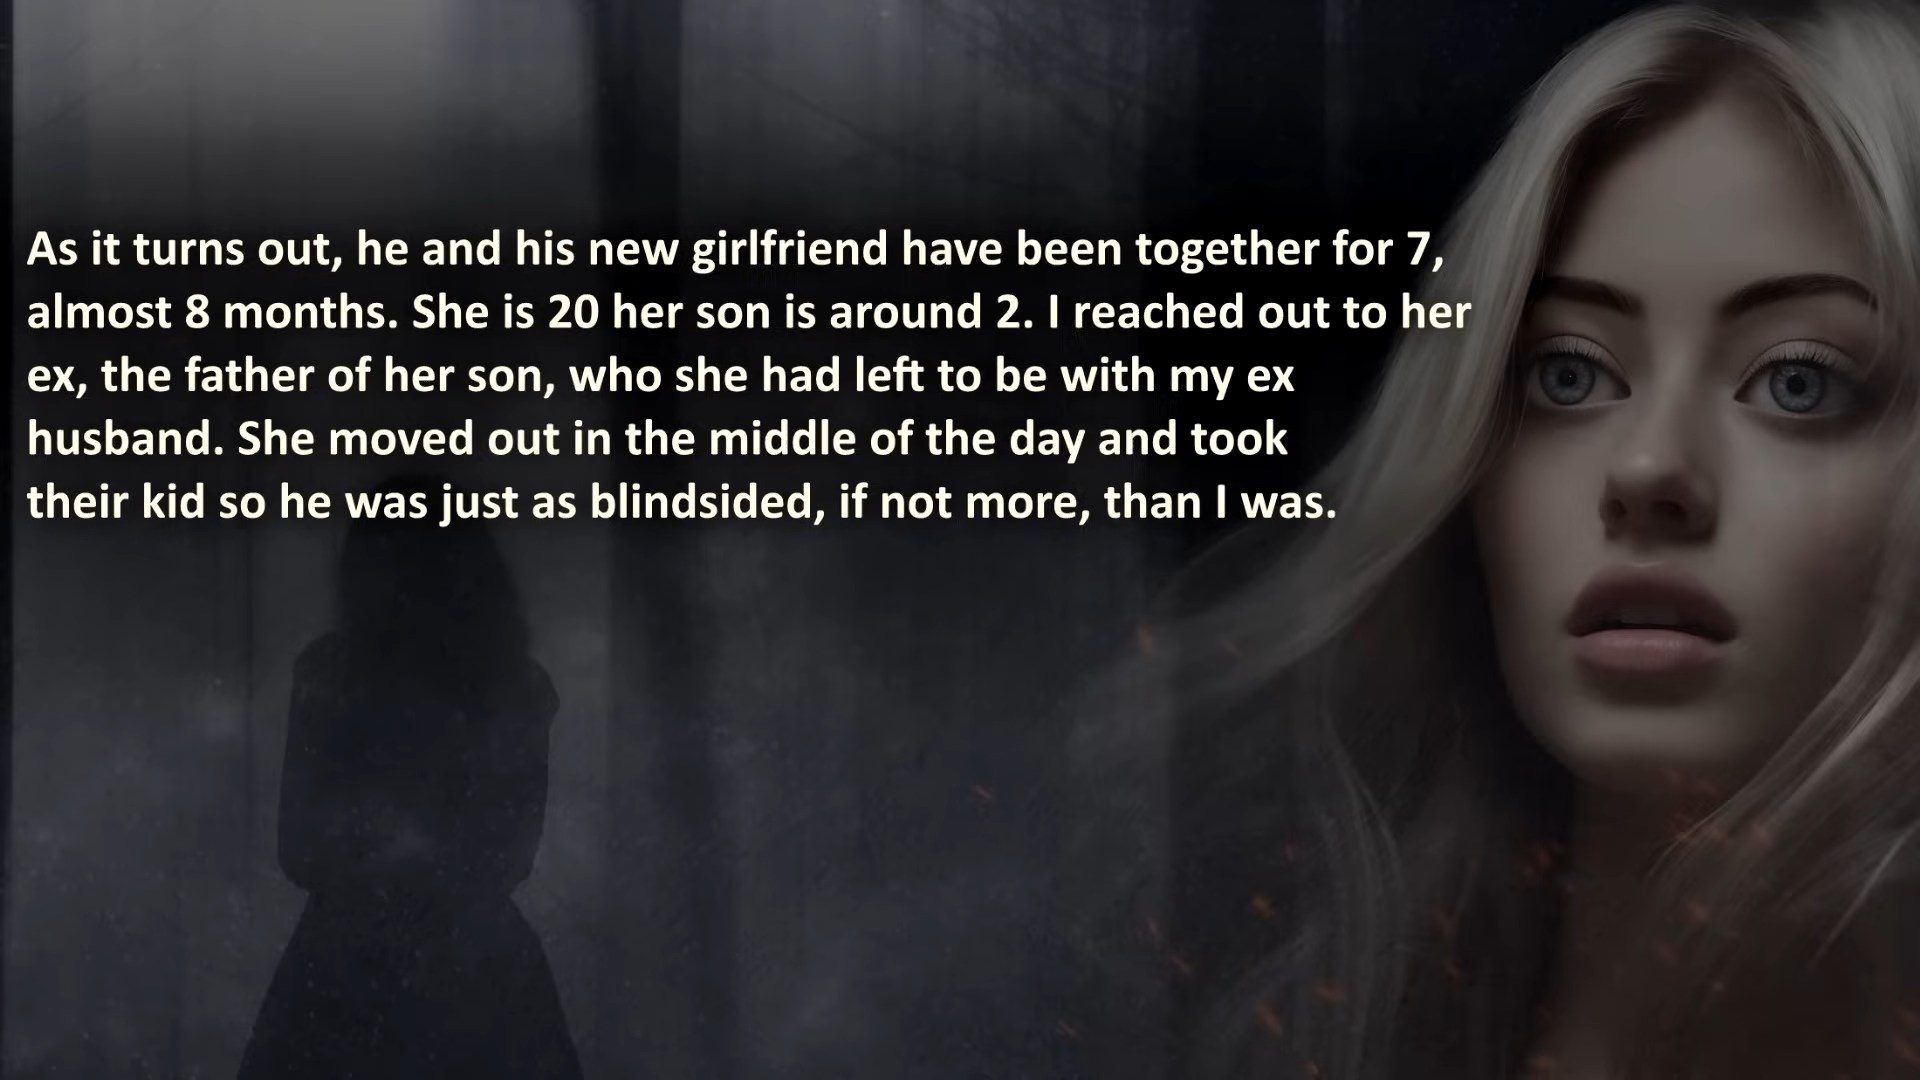 As it turns out, he and his new girlfriend have been together for 7,
almost 8 months. She is 20 her son is around 2. I reached out to her
ex, the father of her son, who she had left to be with my ex
husband. She moved out in the middle of the day and took
their kid so he was just as blindsided, if not more, than I was.